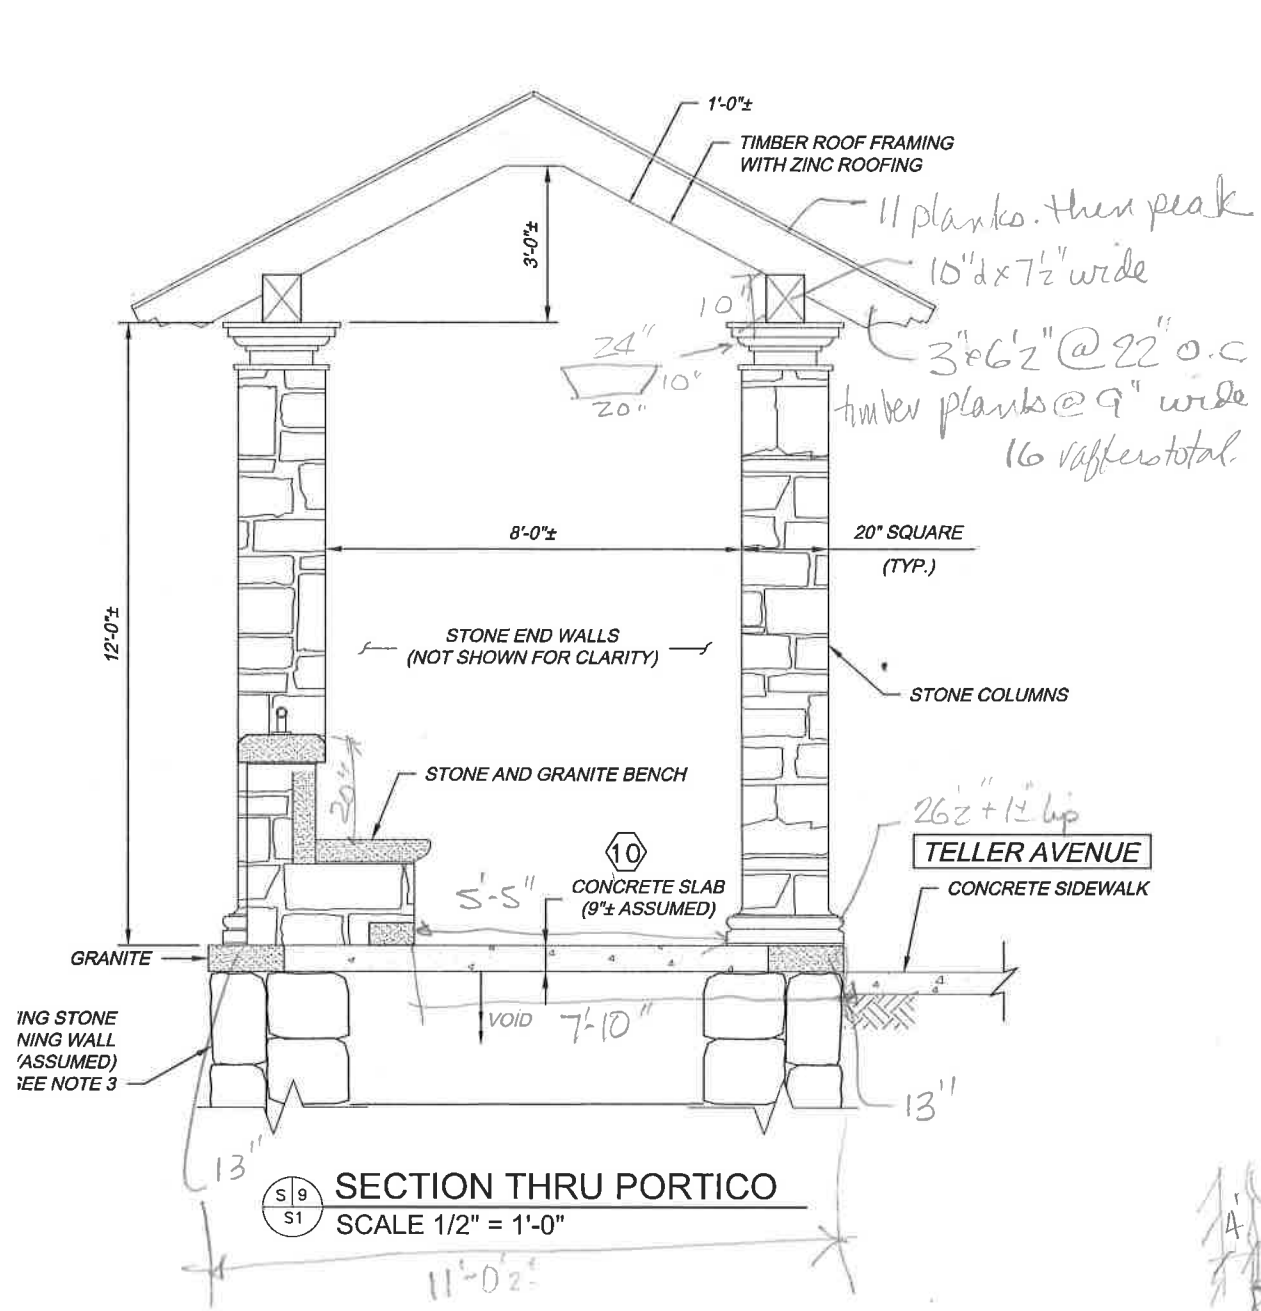 1'-0"±
TIMBER ROOF FRAMING
WITH ZINC ROOFING
11 planks. then peak
10"d x 7½" wide
3'-0"±
10"
24"
10"
20"
3"x6½" @ 22" o.c
timber planks @ 9" wide
16 rafters total.
8'-0"±
20" SQUARE
(TYP.)
12'-0"±
STONE END WALLS
(NOT SHOWN FOR CLARITY)
STONE COLUMNS
20"
STONE AND GRANITE BENCH
26½" + 1"± lip
10
TELLER AVENUE
5'-5"
CONCRETE SLAB
(9"± ASSUMED)
CONCRETE SIDEWALK
GRANITE
VOID
7'-10"
ING STONE
NING WALL
(ASSUMED)
SEE NOTE 3
13"
13"
S 9
S1
SECTION THRU PORTICO
SCALE 1/2" = 1'-0"
11'-0½"
4'